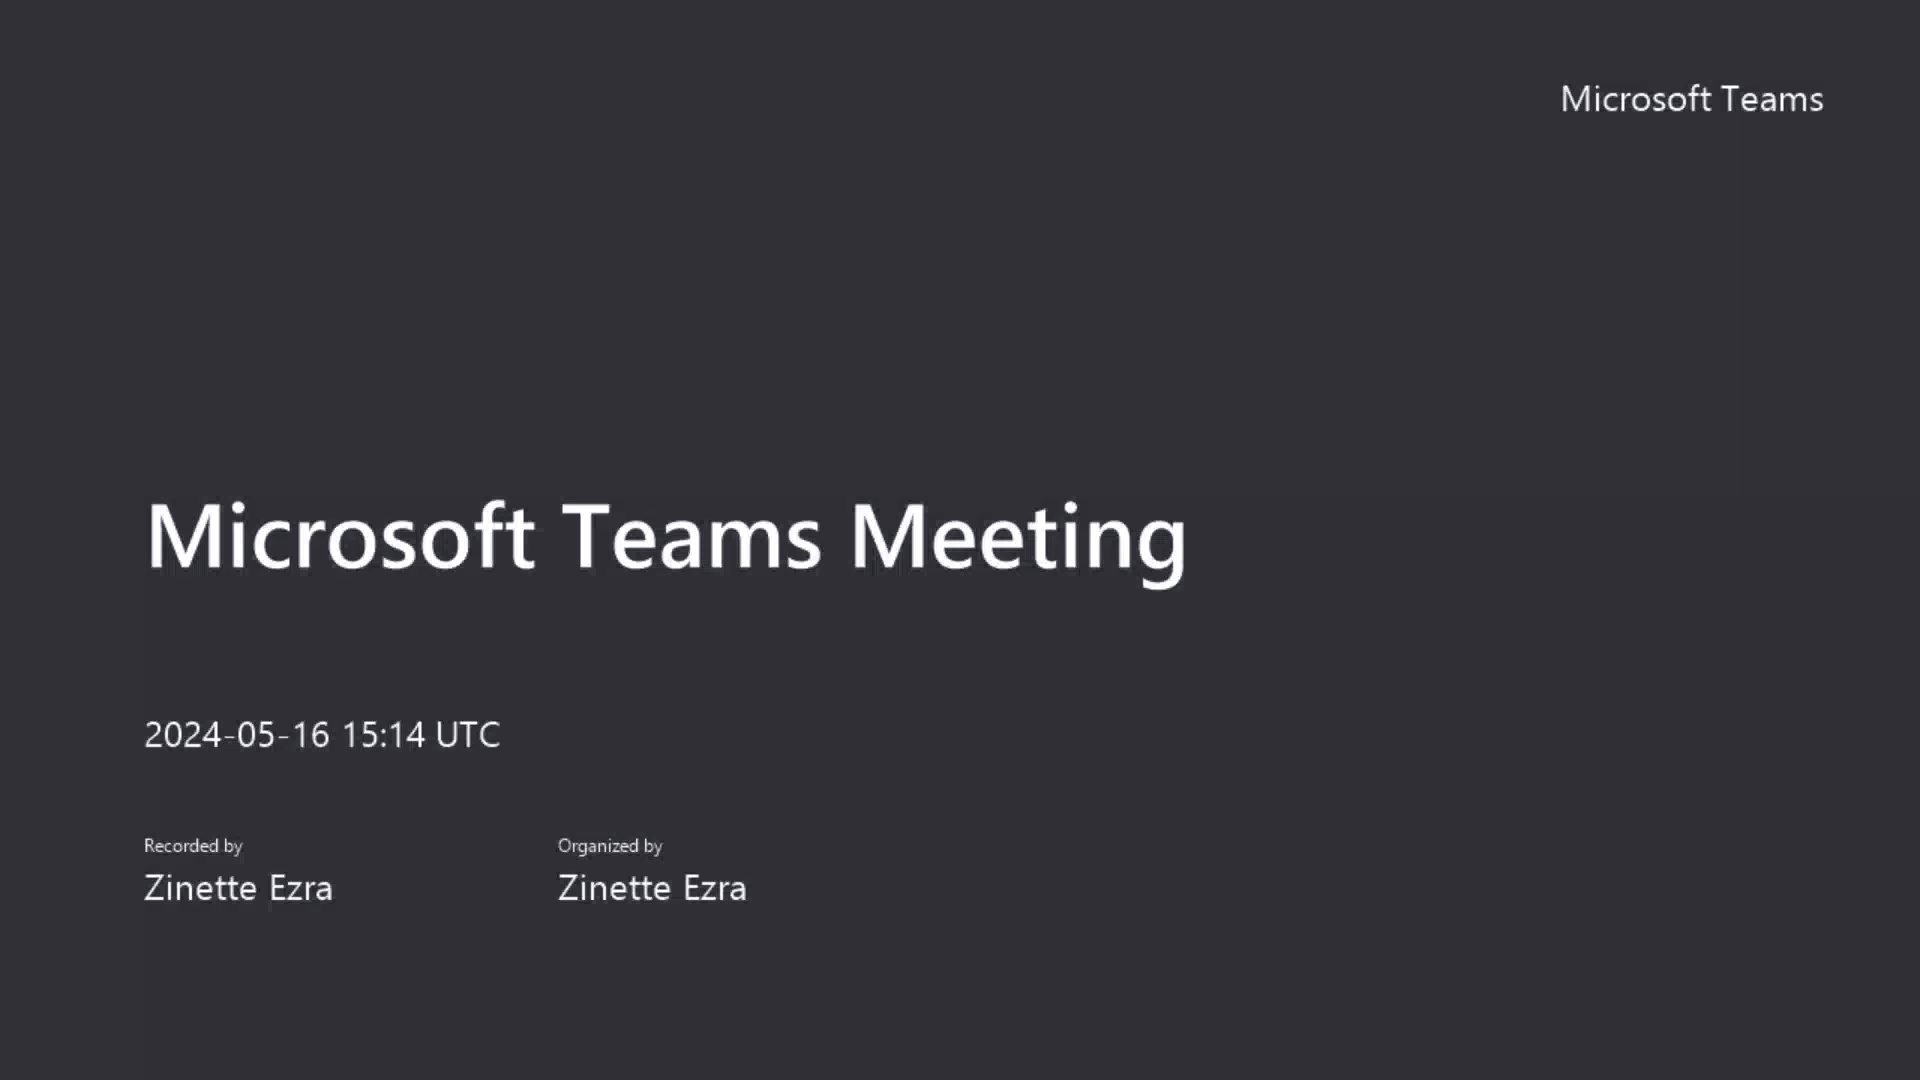 Microsoft Teams
Microsoft Teams Meeting
2024-05-16 15:14 UTC
Recorded by
Zinette Ezra
Organized by
Zinette Ezra